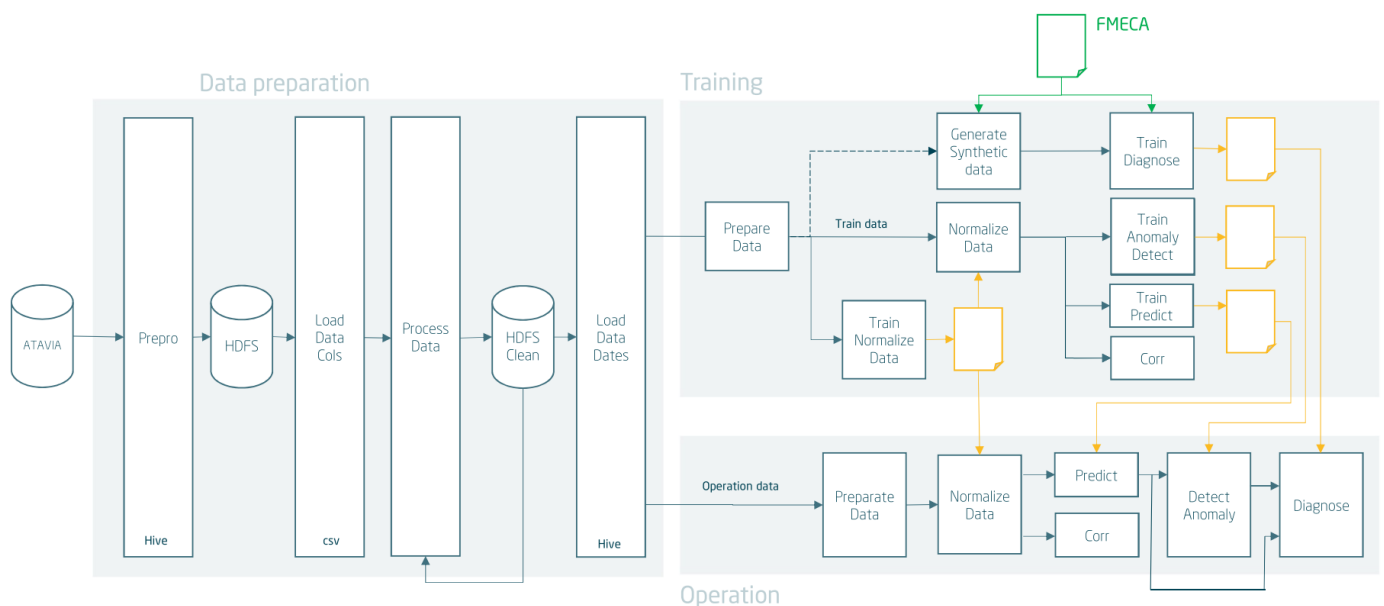 FMECA
Data preparation
Training
Generate
Synthetic
data
Train
Diagnose
Prepare
Data
Train data
Normalize
Data
Train
Anomaly
Detect
ATAVIA
Prepro
HDFS
Load
Data
Cols
Process
Data
HDFS
Clean
Load
Data
Dates
Train
Normalize
Data
Train
Predict
Corr
Operation data
Preparate
Data
Normalize
Data
Predict
Corr
Detect
Anomaly
Diagnose
Hive
csv
Hive
Operation